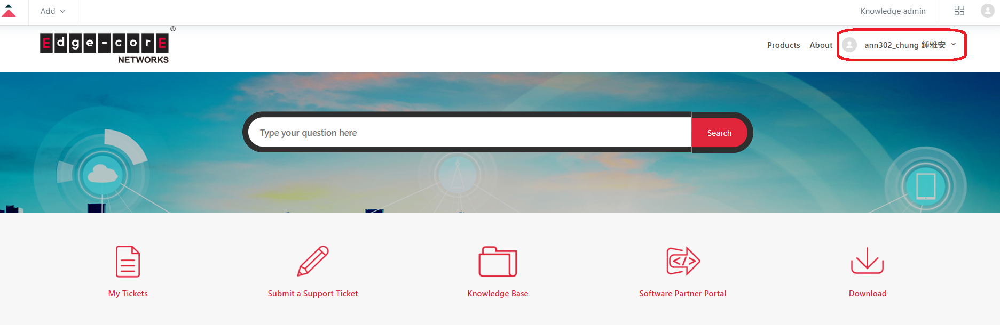 Add
Knowledge admin
Edge-corE®
NETWORKS
Products
About
ann302_chung 鍾雅安
Type your question here
Search
</>
My Tickets
Submit a Support Ticket
Knowledge Base
Software Partner Portal
Download